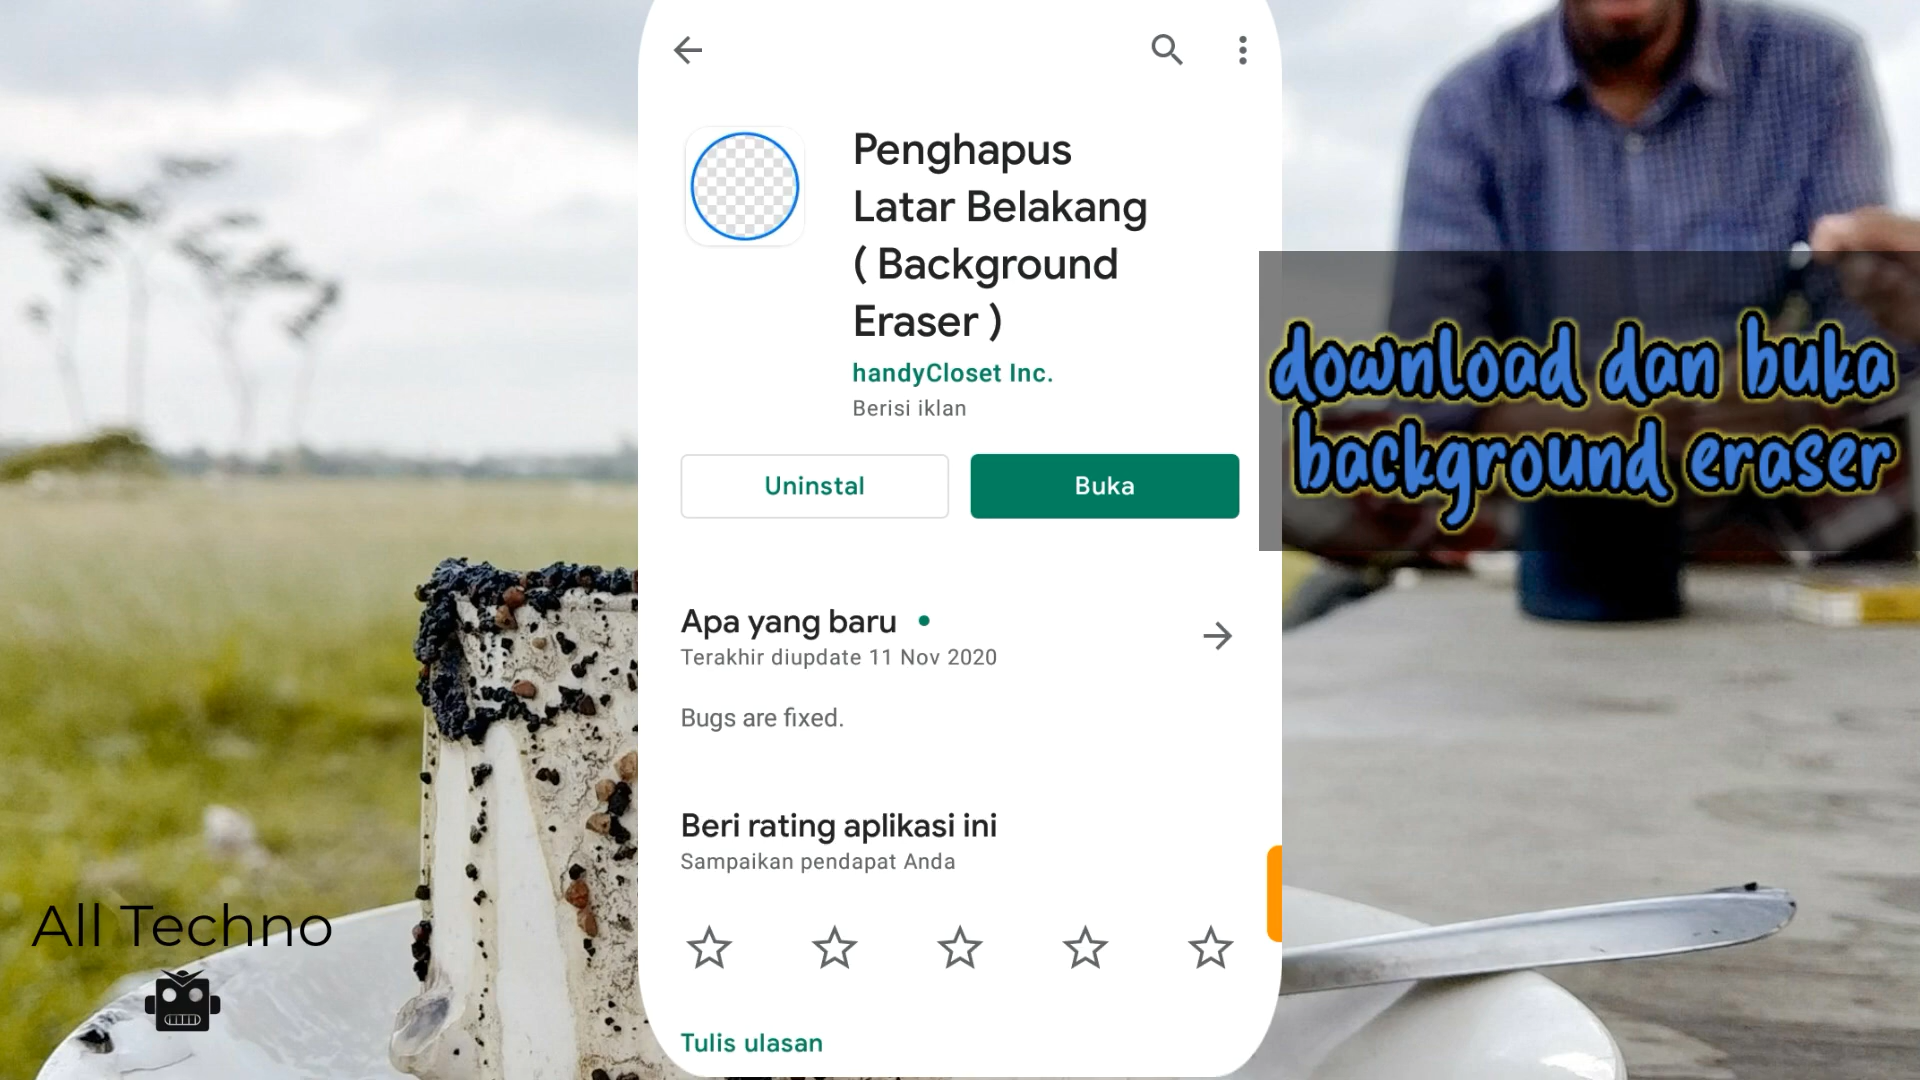 Penghapus
Latar Belakang
( Background
Eraser )
handyCloset Inc.
Berisi iklan
Uninstal
Buka
download dan buka
background eraser
Apa yang baru
Terakhir diupdate 11 Nov 2020
Bugs are fixed.
Beri rating aplikasi ini
Sampaikan pendapat Anda
Tulis ulasan
All Techno